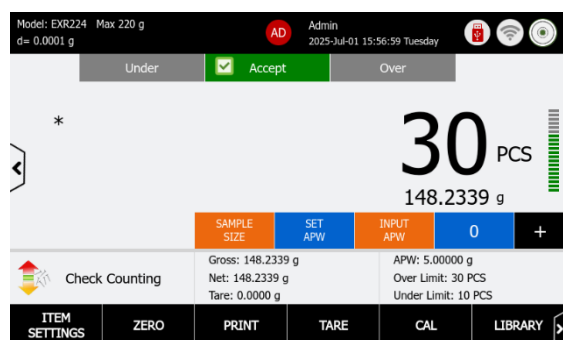 Model: EXR224 Max 220 g
d= 0.0001 g
AD
Admin
2025-Jul-01 15:56:59 Tuesday
Under
Accept
Over
*
30 PCS
148.2339 g
SAMPLE
SIZE
SET
APW
INPUT
APW
0
+
Check Counting
Gross: 148.2339 g
Net: 148.2339 g
Tare: 0.0000 g
APW: 5.00000 g
Over Limit: 30 PCS
Under Limit: 10 PCS
ITEM
SETTINGS
ZERO
PRINT
TARE
CAL
LIBRARY